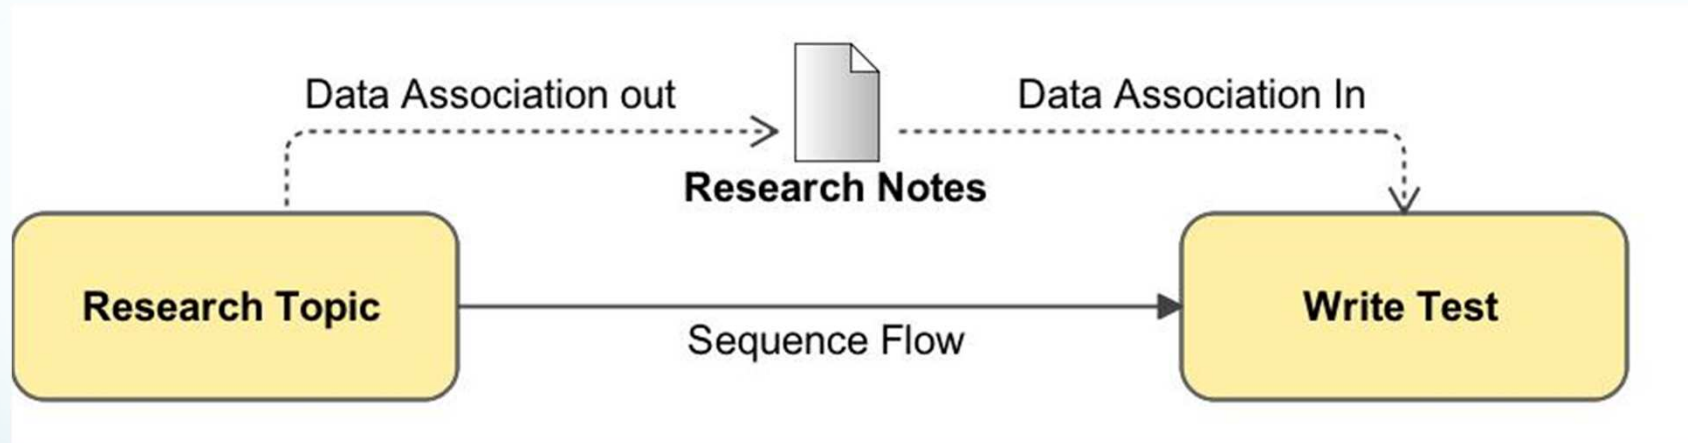 Data Association out
Data Association In
Research Notes
Research Topic
Write Test
Sequence Flow